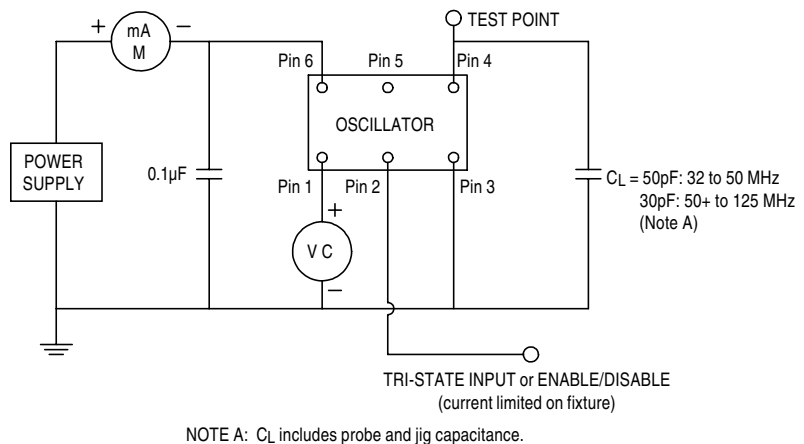 + mA M −
TEST POINT
Pin 6 Pin 5 Pin 4
OSCILLATOR
POWER
SUPPLY
0.1µF
Pin 1 Pin 2 Pin 3
+
V C
−
CL = 50pF: 32 to 50 MHz
30pF: 50+ to 125 MHz
(Note A)
TRI-STATE INPUT or ENABLE/DISABLE
(current limited on fixture)
NOTE A: CL includes probe and jig capacitance.